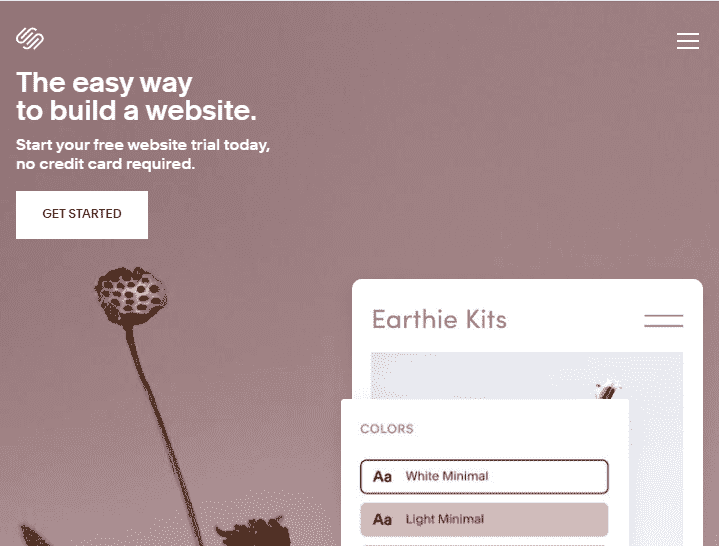 The easy way
to build a website.
Start your free website trial today,
no credit card required.
GET STARTED
Earthie Kits
COLORS
Aa White Minimal
Aa Light Minimal